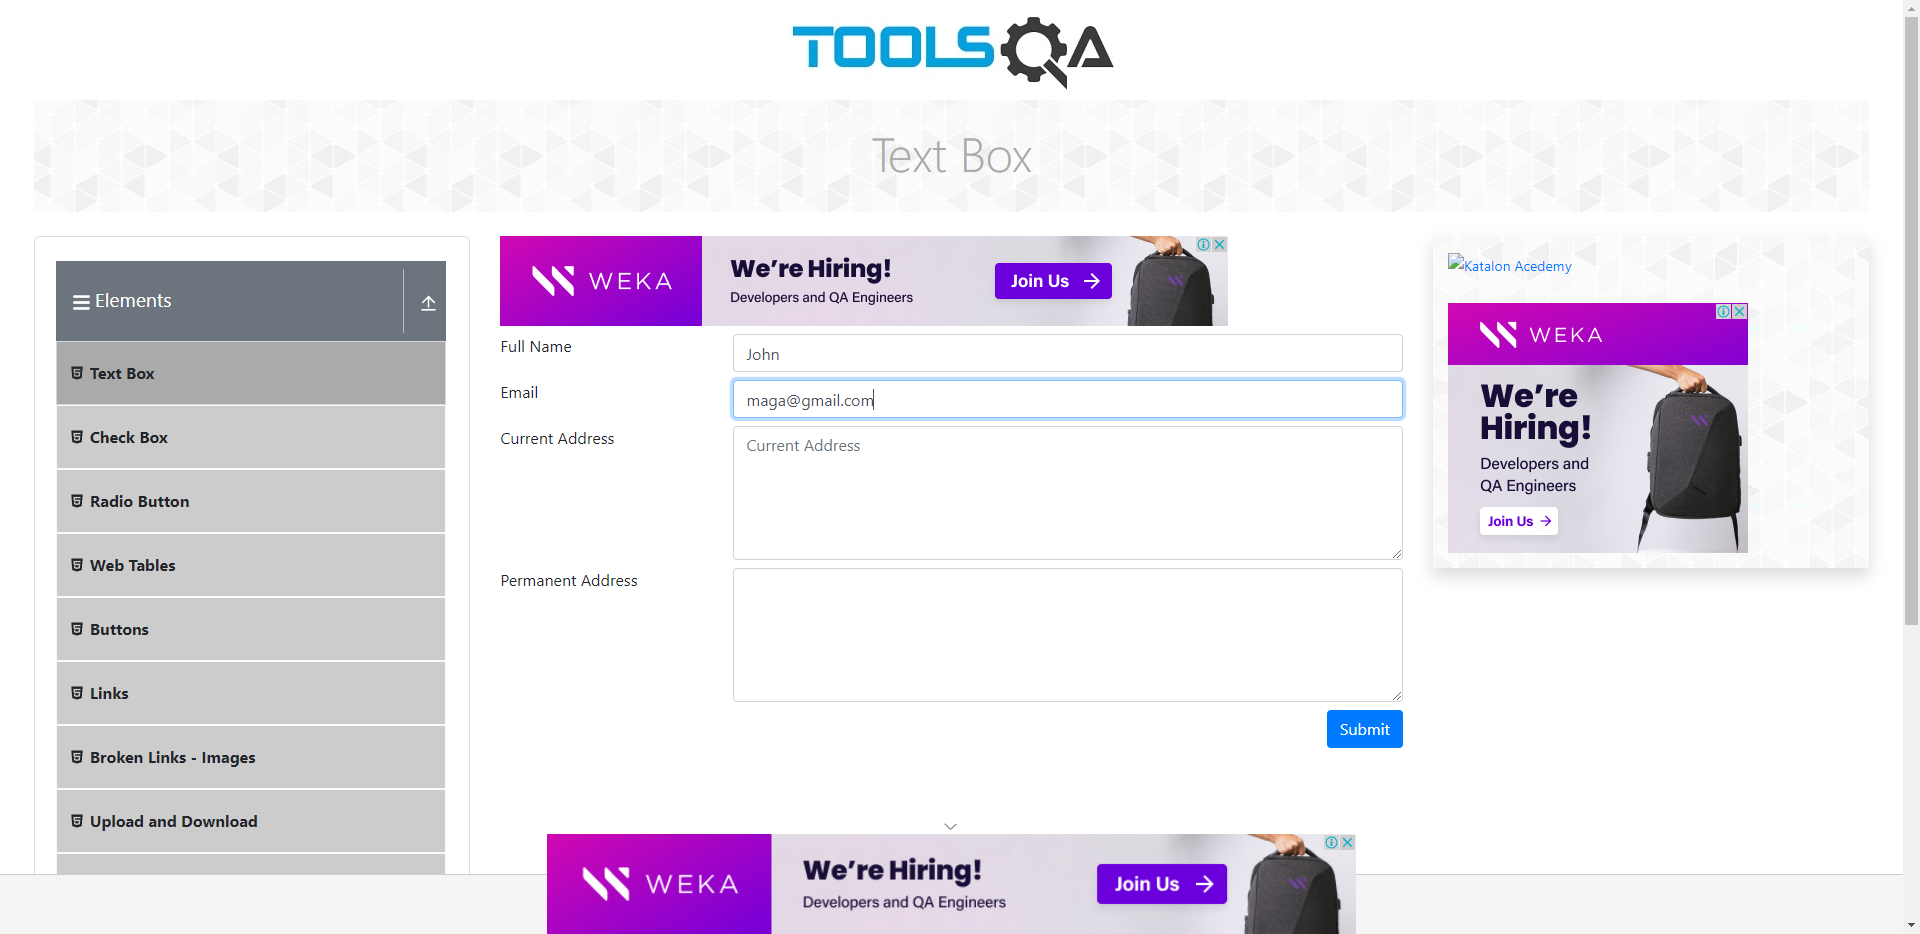 TOOLSQA
Text Box
Elements
Text Box
Check Box
Radio Button
Web Tables
Buttons
Links
Broken Links - Images
Upload and Download
WEKA
We're Hiring!
Developers and QA Engineers
Join Us
Full Name
John
Email
maga@gmail.com
Current Address
Current Address
Permanent Address
Submit
Katalon Acedemy
WEKA
We're
Hiring!
Developers and
QA Engineers
Join Us
WEKA
We're Hiring!
Developers and QA Engineers
Join Us